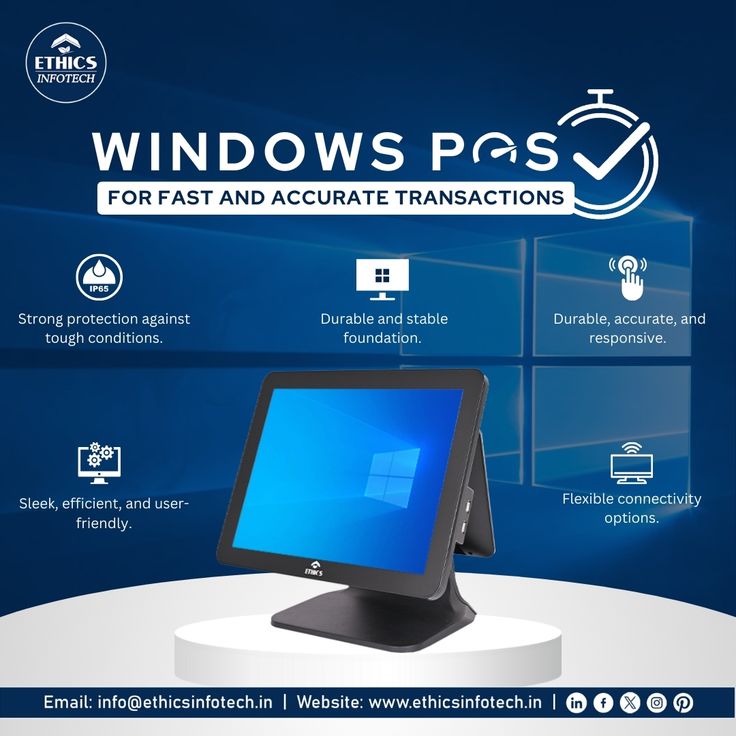 ETHICS
INFOTECH
WINDOWS POS
FOR FAST AND ACCURATE TRANSACTIONS
IP65
Strong protection against
tough conditions.
Durable and stable
foundation.
Durable, accurate, and
responsive.
Sleek, efficient, and user-
friendly.
Flexible connectivity
options.
ETHICS
Email: info@ethicsinfotech.in | Website: www.ethicsinfotech.in |